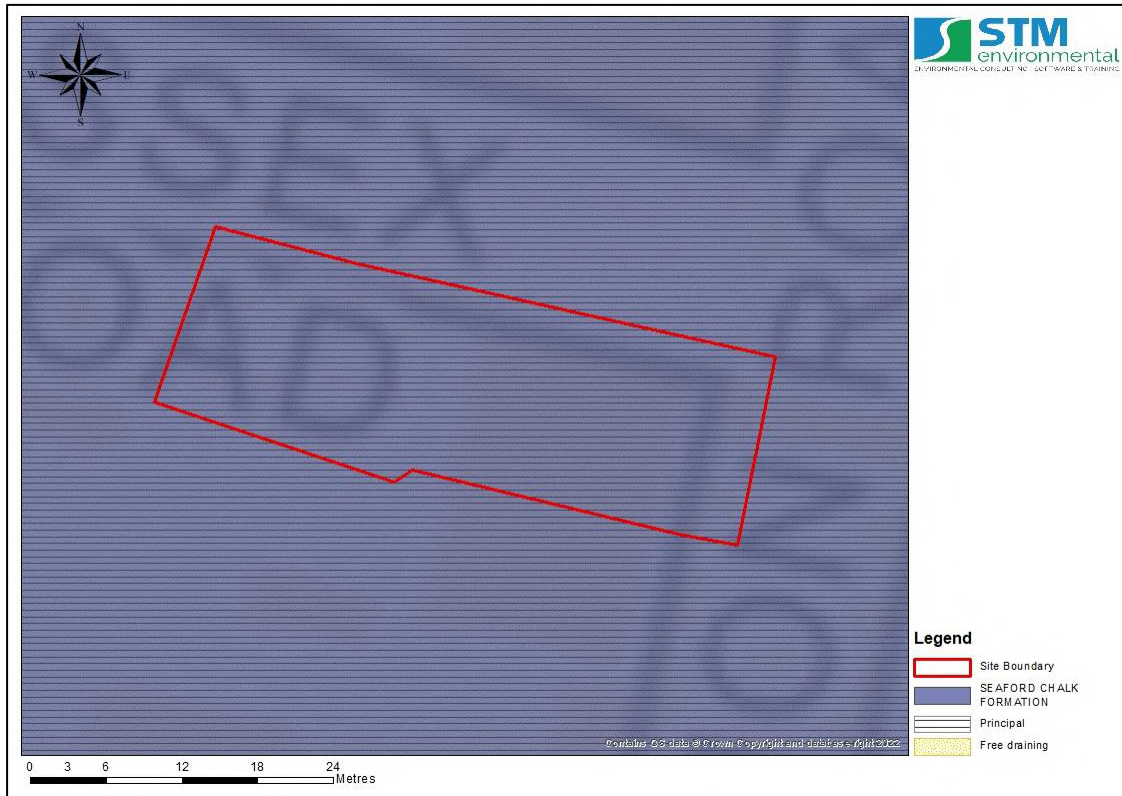 N
W E
S
STM
environmental
ENVIRONMENTAL CONSULTING : SOFTWARE & TRAINING
S
S E X
R O A D
Legend
Site Boundary
SEAFORD CHALK
FORMATION
Principal
Free draining
Contains OS data © Crown Copyright and database right 2022
0 3 6 12 18 24
Metres